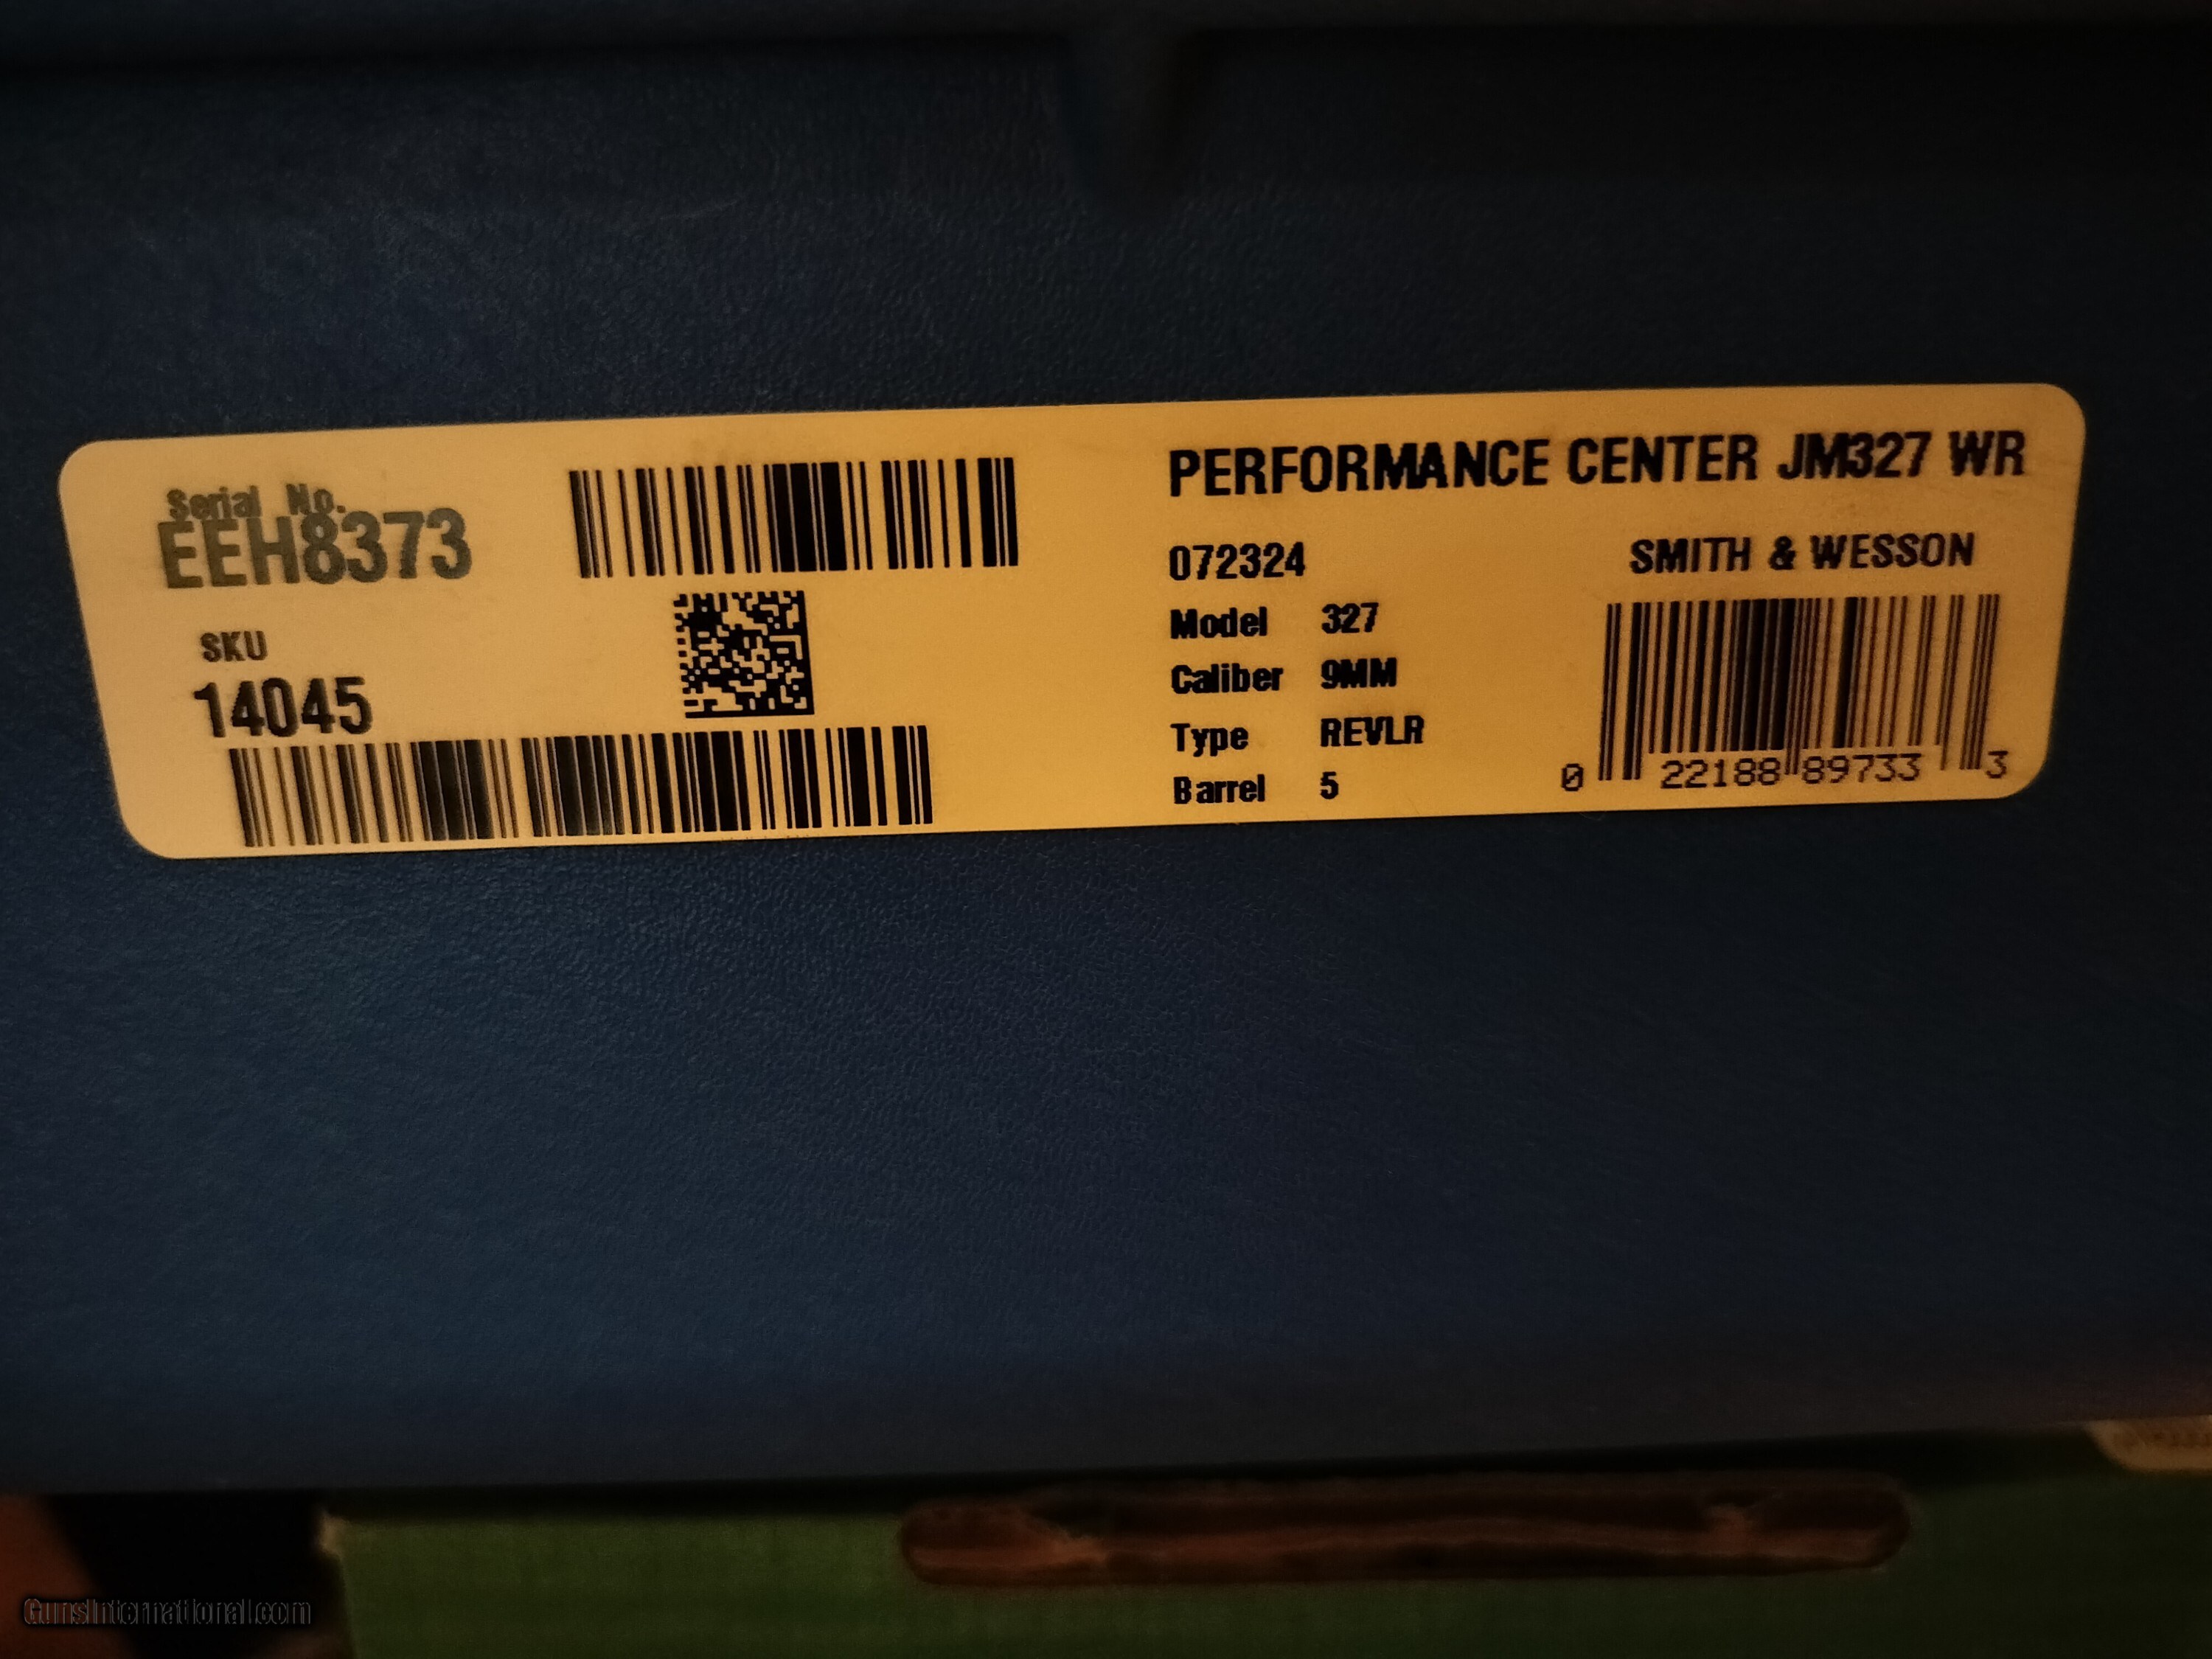 Serial No.
EEH8373
SKU
14045
PERFORMANCE CENTER JM327 WR
072324
SMITH & WESSON
Model 327
Caliber 9MM
Type REVLR
Barrel 5
0 22188 89733 3
GunsInternational.com